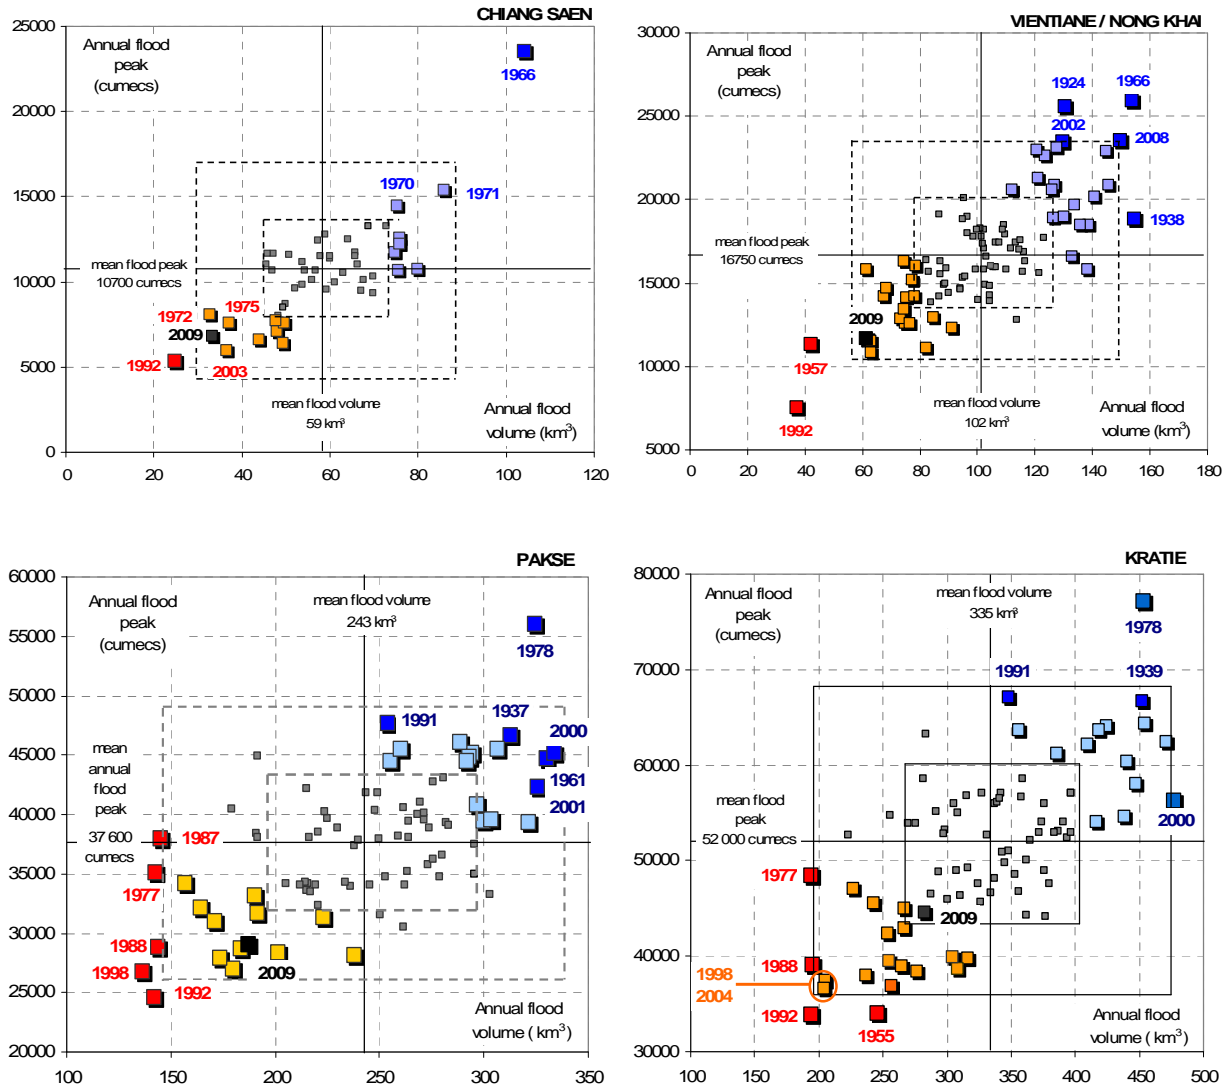 CHIANG SAEN
25000
20000
15000
10000
5000
0
Annual flood
peak
(cumecs)
1966
1970
1971
mean flood peak
10700 cumecs
1972
1975
2009
1992
2003
mean flood volume
59 km³
Annual flood
volume (km³)
0 20 40 60 80 100 120
VIENTIANE / NONG KHAI
30000
25000
20000
15000
10000
5000
Annual flood
peak
(cumecs)
1924
1966
2002
2008
1938
mean flood peak
16750 cumecs
2009
1957
1992
mean flood volume
102 km³
Annual flood
volume (km³)
0 20 40 60 80 100 120 140 160 180
PAKSE
60000
50000
45000
40000
35000
30000
25000
20000
55000
Annual flood
peak
(cumecs)
mean flood volume
243 km³
1978
1991
1937
2000
1961
2001
mean
annual
flood
peak
37 600
cumecs
1987
1977
1988
1998
1992
2009
Annual flood
volume ( km³)
100 150 200 250 300 350
KRATIE
80000
70000
60000
50000
40000
30000
Annual flood
peak
(cumecs)
mean flood volume
335 km³
1978
1991
1939
mean flood
peak
52 000 cumecs
2000
1977
2009
1988
1998
2004
1992
1955
Annual flood
volume (km³)
100 150 200 250 300 350 400 450 500